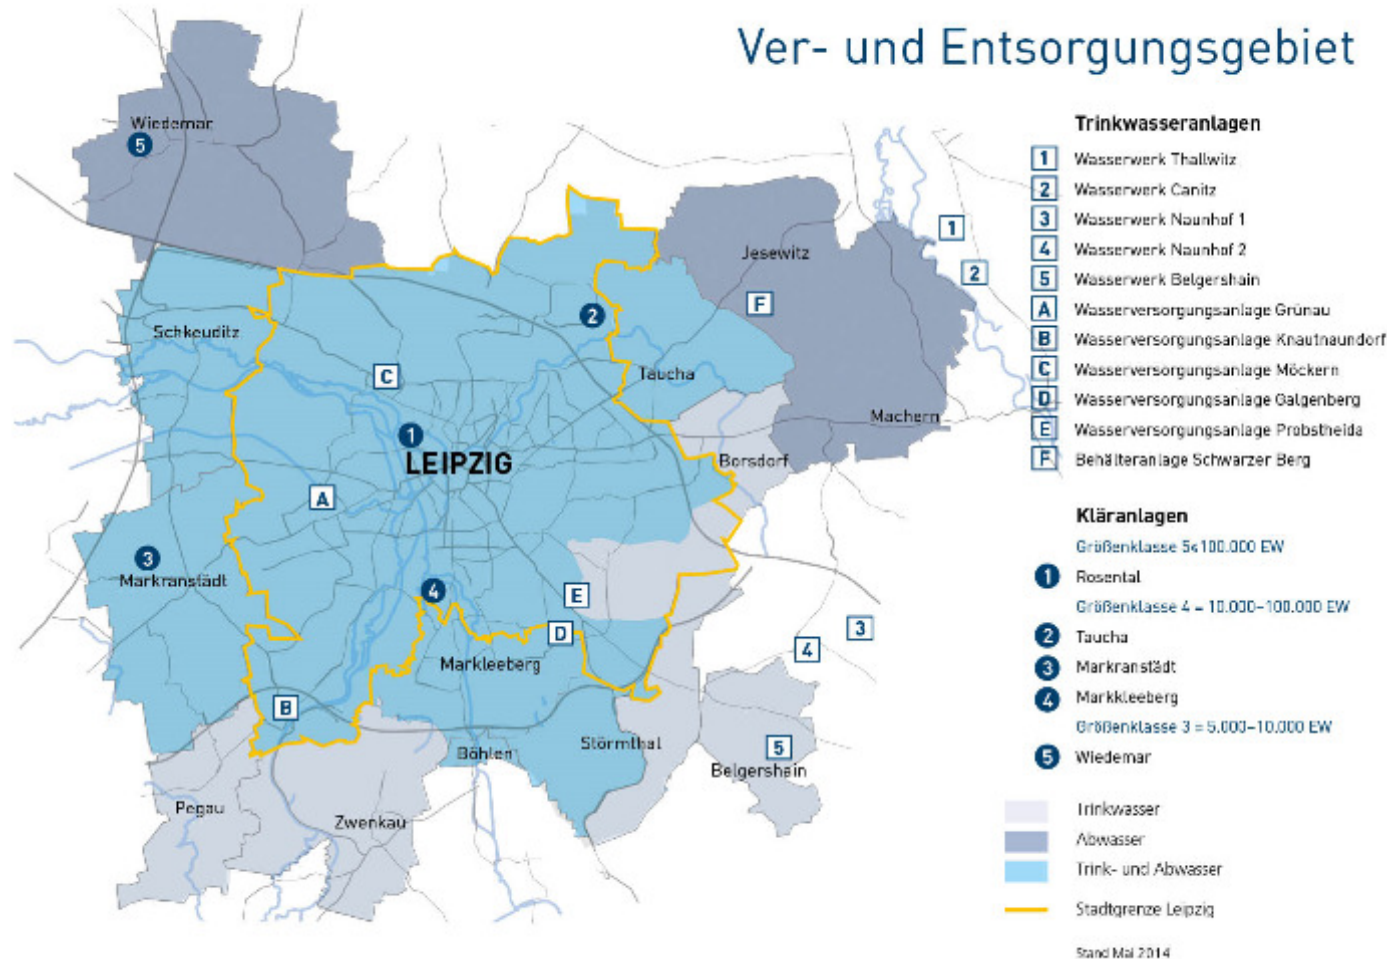 Ver- und Entsorgungsgebiet
Trinkwasseranlagen
1 Wasserwerk Thallwitz
2 Wasserwerk Canitz
3 Wasserwerk Naunhof 1
4 Wasserwerk Naunhof 2
5 Wasserwerk Belgershain
A Wasserversorgungsanlage Grünau
B Wasserversorgungsanlage Knautnaundorf
C Wasserversorgungsanlage Möckern
D Wasserversorgungsanlage Galgenberg
E Wasserversorgungsanlage Probstheida
F Behälteranlage Schwarzer Berg
Kläranlagen
Größenklasse 5<100.000 EW
1 Rosental
Größenklasse 4 = 10.000–100.000 EW
2 Taucha
3 Markranstädt
4 Markkleeberg
Größenklasse 3 = 5.000–10.000 EW
5 Wiedemar
Trinkwasser
Abwasser
Trink- und Abwasser
Stadtgrenze Leipzig
Stand Mai 2014
Wiedemar
5
Jesewitz
F
1
2
2
Schkeuditz
C
Taucha
Machern
1
LEIPZIG
Borsdorf
A
3
Markranstädt
4
E
D
3
4
Markleeberg
B
Störmthal
Böhlen
5
Belgershain
Pegau
Zwenkau